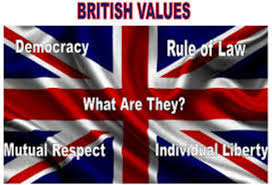 BRITISH VALUES
Democracy
Rule of Law
What Are They?
Mutual Respect
Individual Liberty